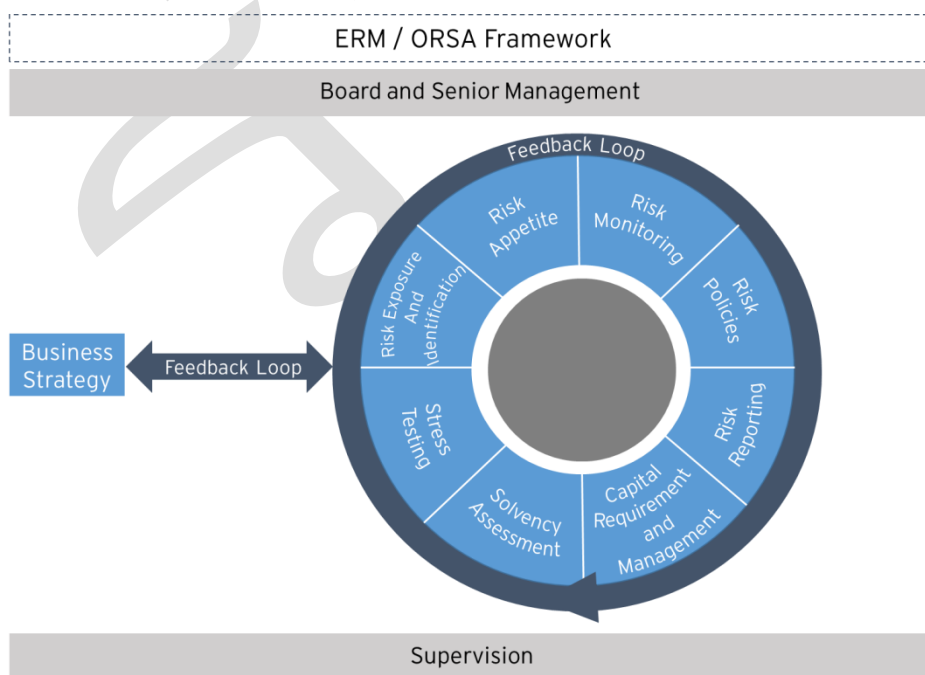 ERM / ORSA Framework
Board and Senior Management
Feedback Loop
Risk
Appetite
Risk
Monitoring
Risk
Policies
Risk
Reporting
Capital
Requirement
and
Management
Solvency
Assessment
Stress
Testing
Risk Exposure
And
Identification
Business
Strategy
Feedback Loop
Supervision